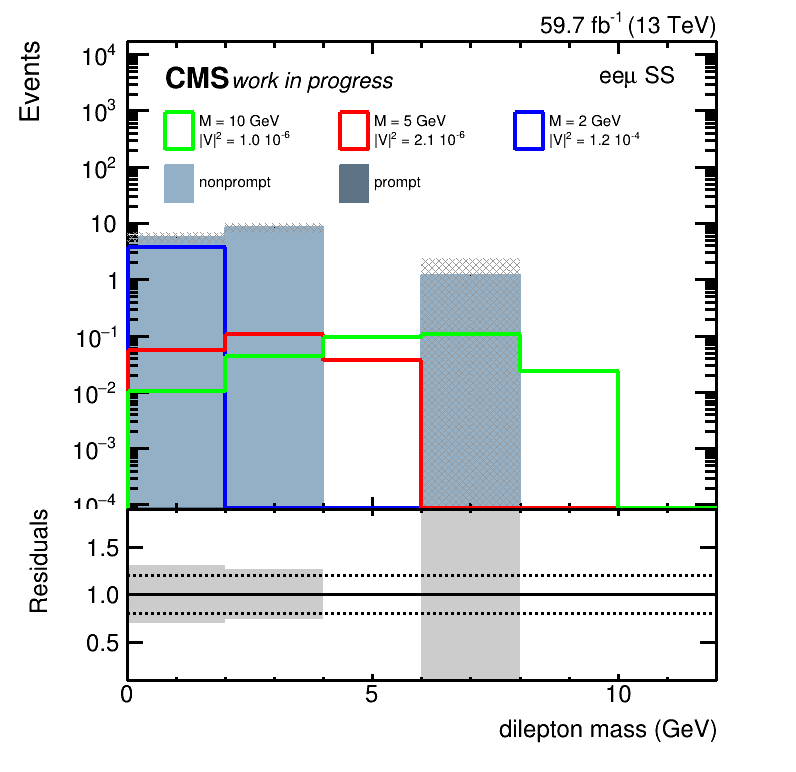 59.7 fb⁻¹ (13 TeV)
Events
CMS work in progress
eeμ SS
M = 10 GeV
|V|² = 1.0 10⁻⁶
M = 5 GeV
|V|² = 2.1 10⁻⁶
M = 2 GeV
|V|² = 1.2 10⁻⁴
nonprompt
prompt
10⁴
10³
10²
10
1
10⁻¹
10⁻²
10⁻³
10⁻⁴
Residuals
1.5
1.0
0.5
0 5 10
dilepton mass (GeV)